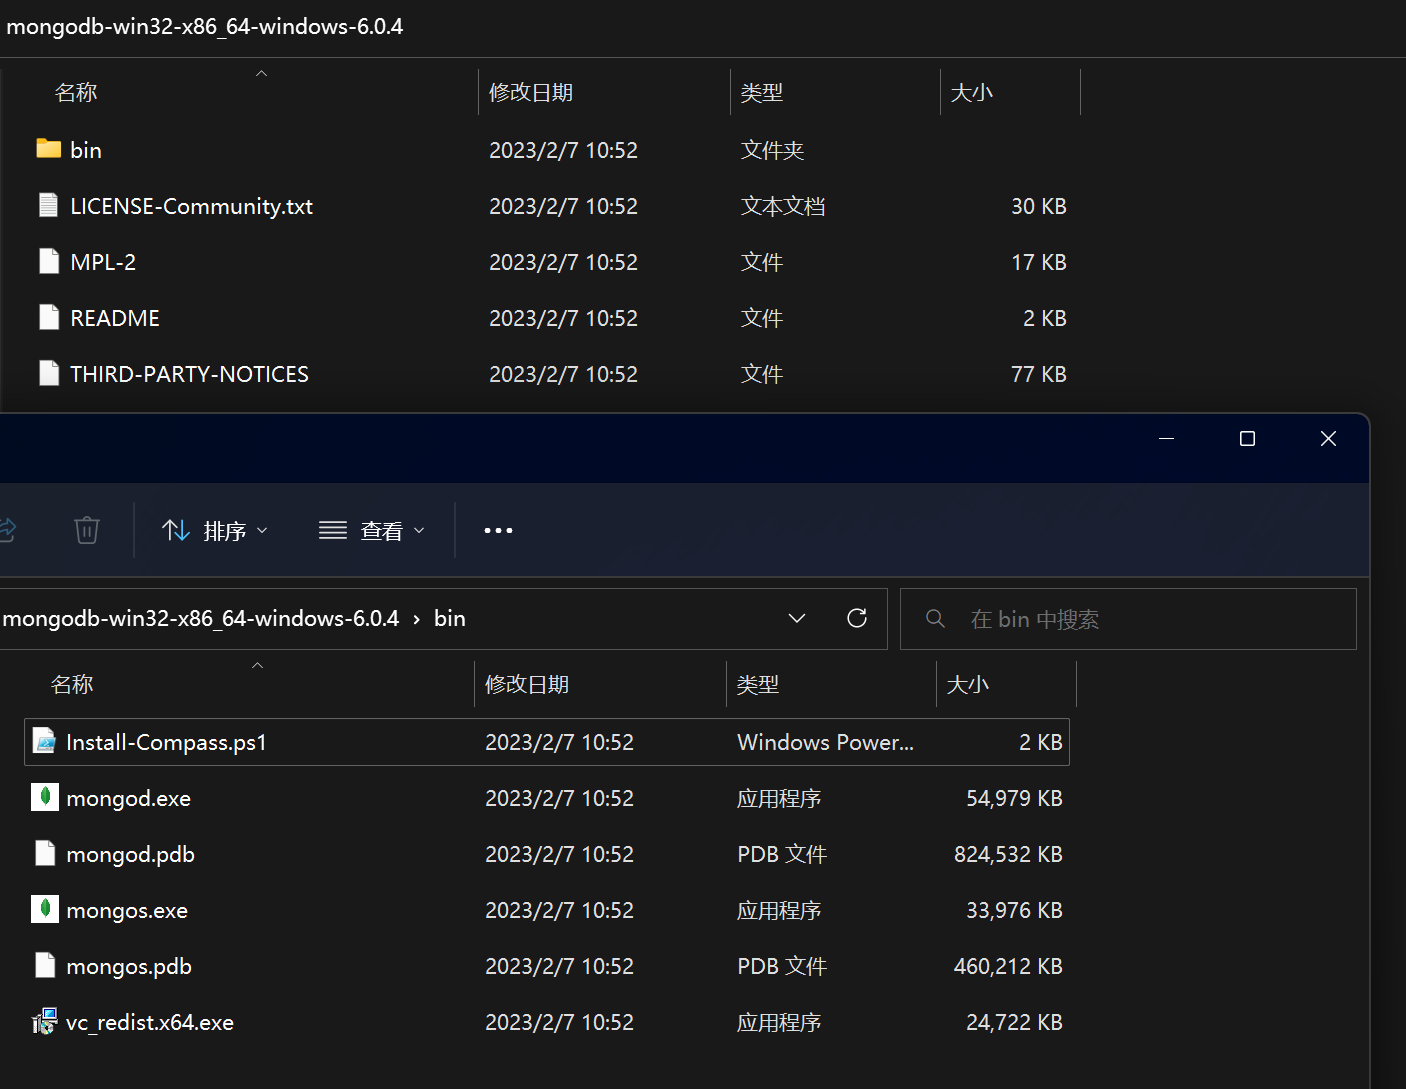 mongodb-win32-x86_64-windows-6.0.4
名称 修改日期 类型 大小
bin 2023/2/7 10:52 文件夹
LICENSE-Community.txt 2023/2/7 10:52 文本文档 30 KB
MPL-2 2023/2/7 10:52 文件 17 KB
README 2023/2/7 10:52 文件 2 KB
THIRD-PARTY-NOTICES 2023/2/7 10:52 文件 77 KB
排序 查看
mongodb-win32-x86_64-windows-6.0.4 › bin 在 bin 中搜索
名称 修改日期 类型 大小
Install-Compass.ps1 2023/2/7 10:52 Windows Power... 2 KB
mongod.exe 2023/2/7 10:52 应用程序 54,979 KB
mongod.pdb 2023/2/7 10:52 PDB 文件 824,532 KB
mongos.exe 2023/2/7 10:52 应用程序 33,976 KB
mongos.pdb 2023/2/7 10:52 PDB 文件 460,212 KB
vc_redist.x64.exe 2023/2/7 10:52 应用程序 24,722 KB